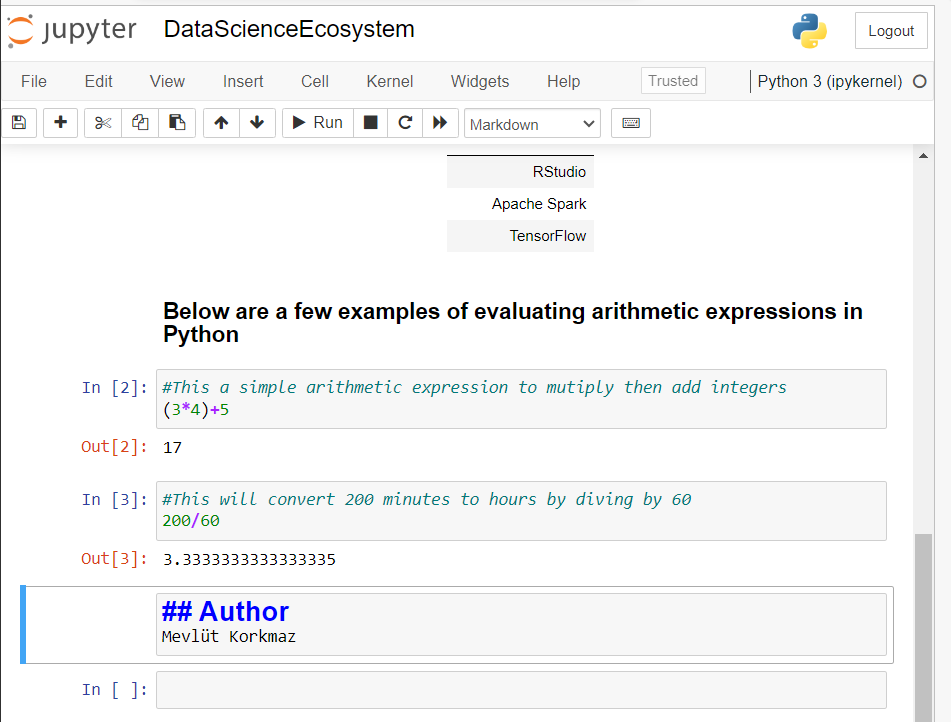 jupyter DataScienceEcosystem Logout
File Edit View Insert Cell Kernel Widgets Help Trusted Python 3 (ipykernel)
Run Markdown
RStudio
Apache Spark
TensorFlow
Below are a few examples of evaluating arithmetic expressions in
Python
In [2]: #This a simple arithmetic expression to mutiply then add integers
(3*4)+5
Out[2]: 17
In [3]: #This will convert 200 minutes to hours by diving by 60
200/60
Out[3]: 3.3333333333333335
## Author
Mevlüt Korkmaz
In [ ]: